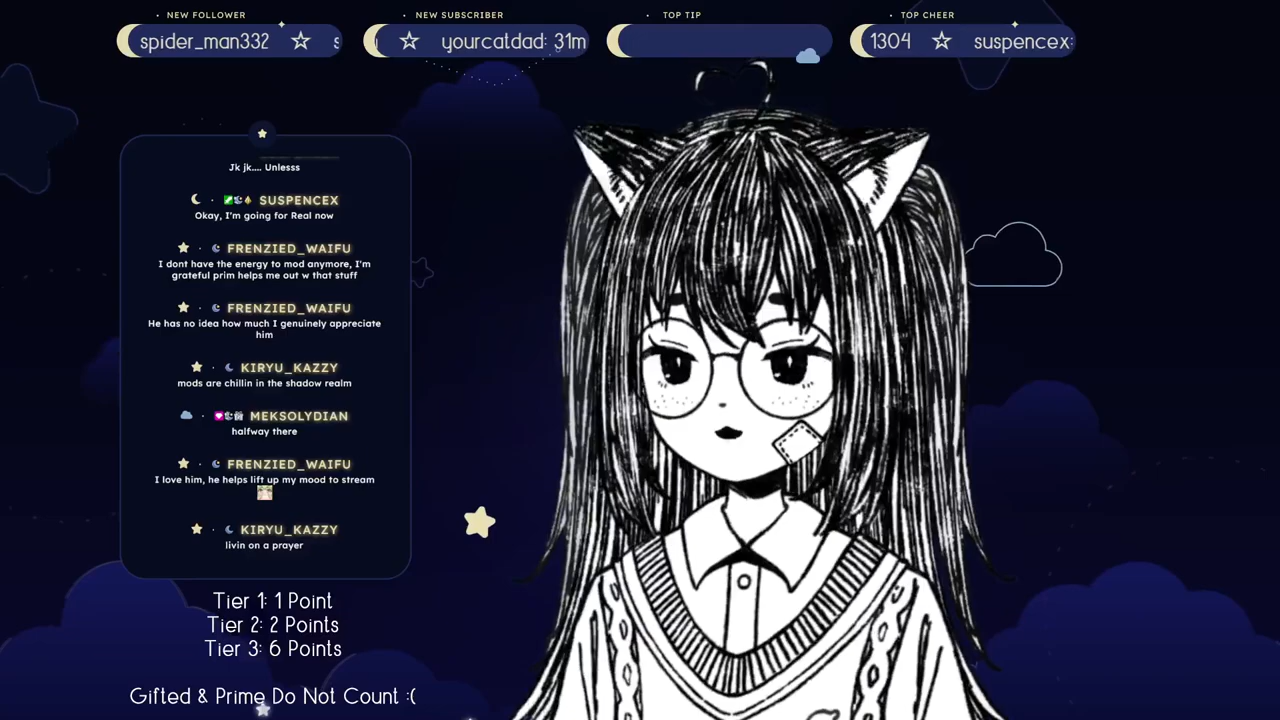 NEW FOLLOWER
NEW SUBSCRIBER
TOP TIP
TOP CHEER
spider_man332 ☆ s
☆ yourcatdad: 31m
1304 ☆ suspencex:
Jk jk.... Unlesss
SUSPENCEX
Okay, I'm going for Real now
FRENZIED_WAIFU
I dont have the energy to mod anymore, I'm
grateful prim helps me out w that stuff
FRENZIED_WAIFU
He has no idea how much I genuinely appreciate
him
KIRYU_KAZZY
mods are chillin in the shadow realm
MEKSOLYDIAN
halfway there
FRENZIED_WAIFU
I love him, he helps lift up my mood to stream
KIRYU_KAZZY
livin on a prayer
Tier 1: 1 Point
Tier 2: 2 Points
Tier 3: 6 Points
Gifted & Prime Do Not Count :(